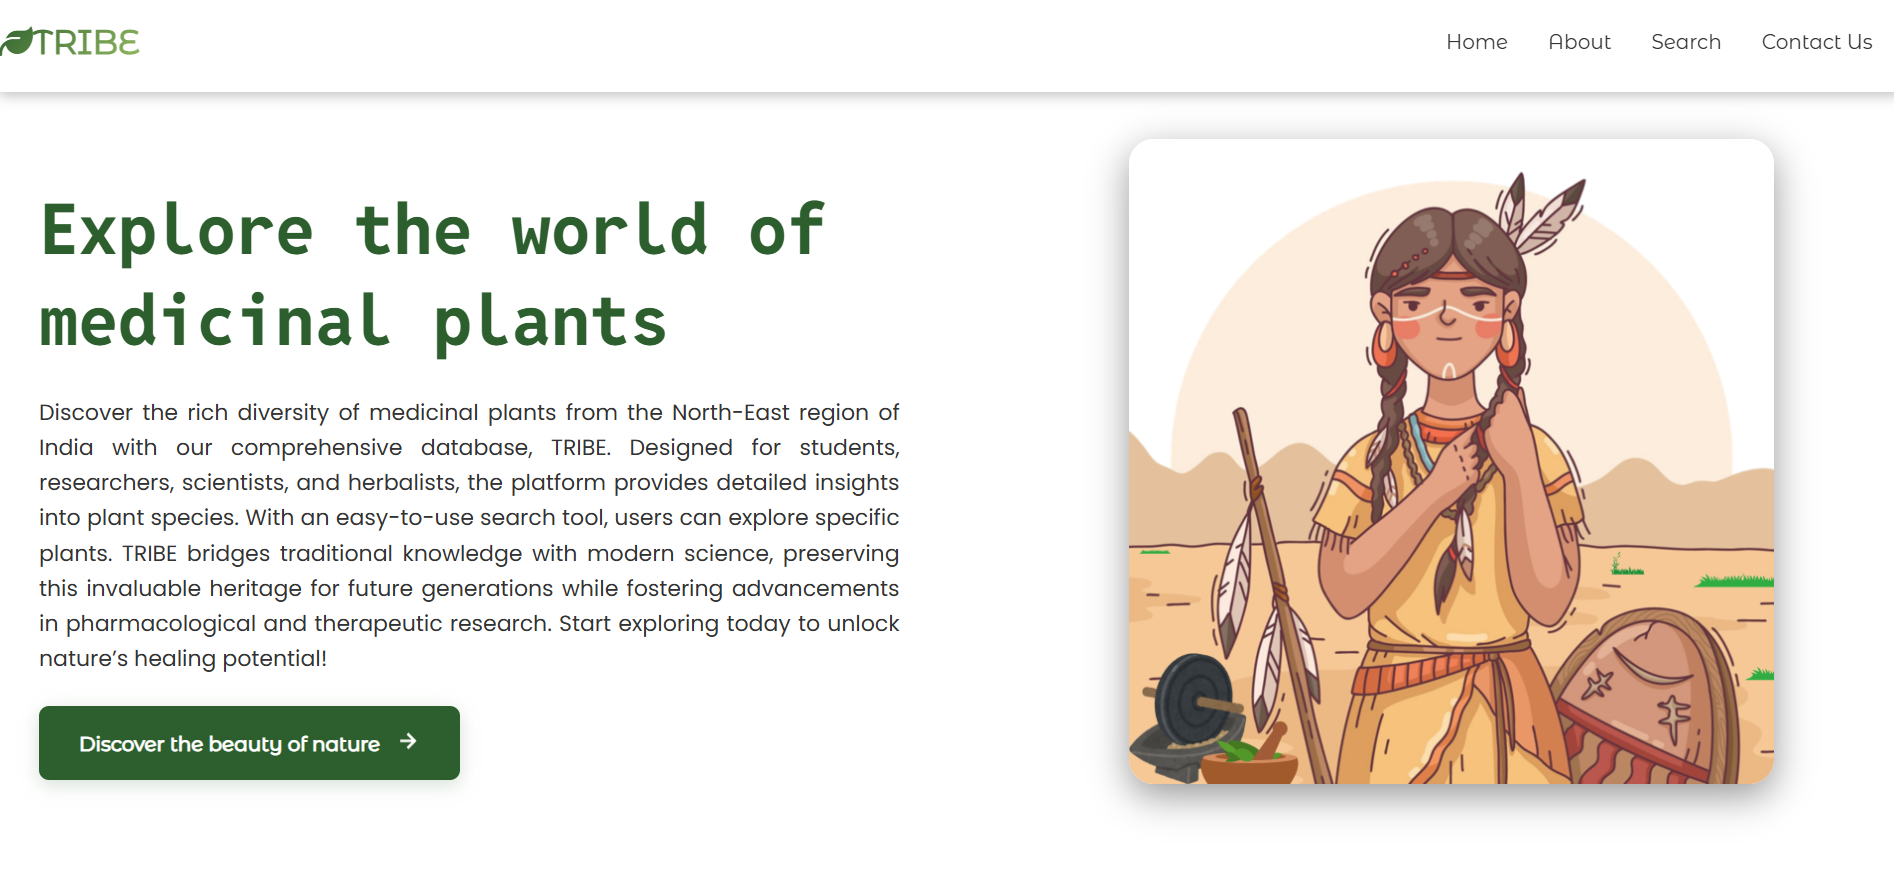 TRIBE
Home About Search Contact Us
Explore the world of
medicinal plants
Discover the rich diversity of medicinal plants from the North-East region of
India with our comprehensive database, TRIBE. Designed for students,
researchers, scientists, and herbalists, the platform provides detailed insights
into plant species. With an easy-to-use search tool, users can explore specific
plants. TRIBE bridges traditional knowledge with modern science, preserving
this invaluable heritage for future generations while fostering advancements
in pharmacological and therapeutic research. Start exploring today to unlock
nature’s healing potential!
Discover the beauty of nature →